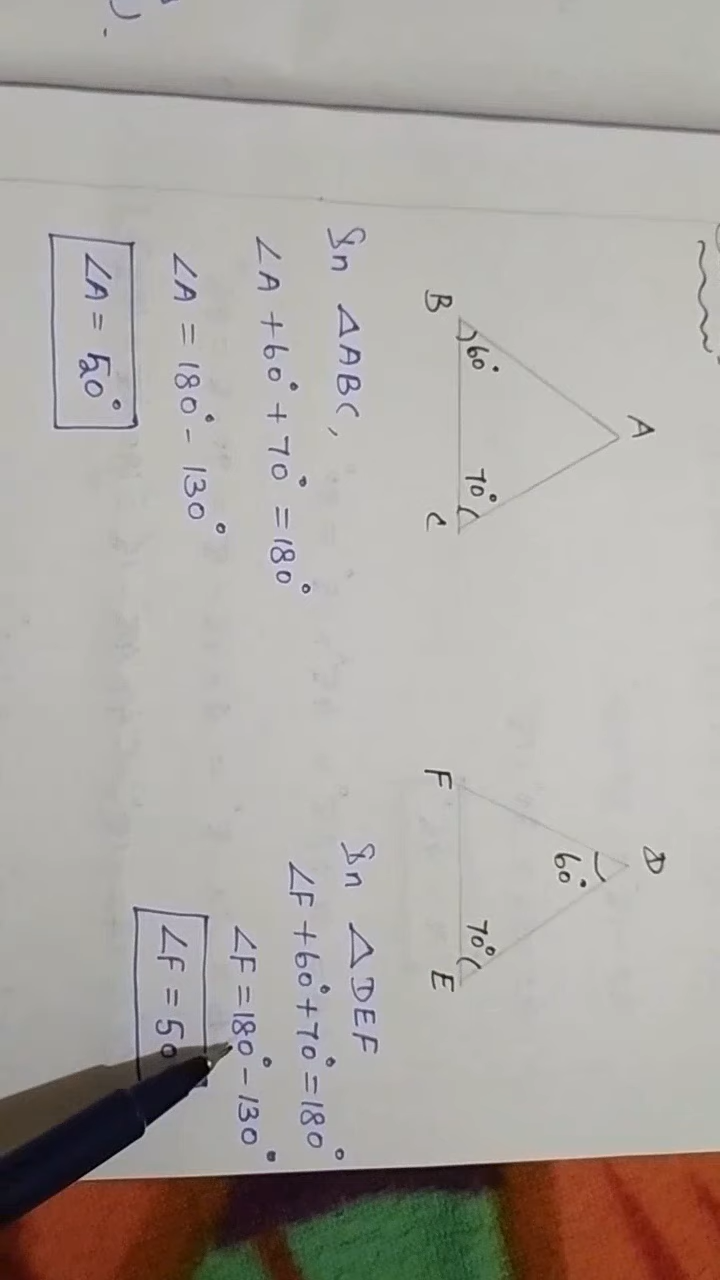 A
B
60°
70°
C
In △ABC,
∠A + 60° + 70° = 180°
∠A = 180° - 130°
∠A = 50°
D
60°
F
70°
E
In △DEF
∠F + 60° + 70° = 180°
∠F = 180° - 130°
∠F = 50